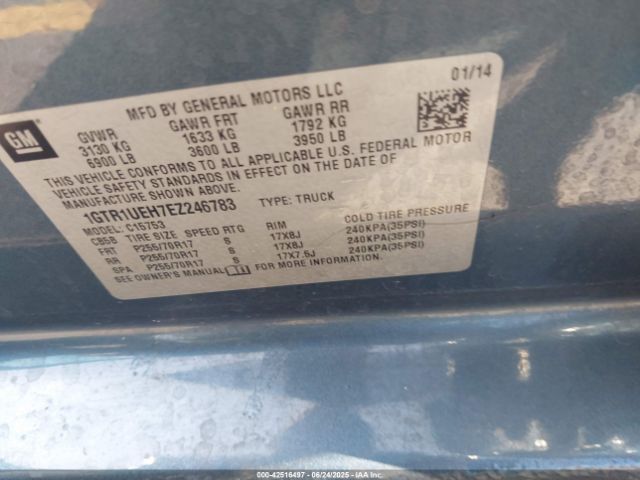 GM
MFD BY GENERAL MOTORS LLC
01/14
GVWR GAWR FRT GAWR RR
3130 KG 1633 KG 1792 KG
6900 LB 3600 LB 3950 LB
THIS VEHICLE CONFORMS TO ALL APPLICABLE U.S. FEDERAL MOTOR
VEHICLE SAFETY STANDARDS IN EFFECT ON THE DATE OF
MANUFACTURE SHOWN ABOVE.
1GTR1UEH7EZ246783 TYPE: TRUCK
MODEL: C15753
CB5B TIRE SIZE SPEED RTG RIM COLD TIRE PRESSURE
FRT P255/70R17 S 17X8J 240KPA(35PSI)
RR P255/70R17 S 17X8J 240KPA(35PSI)
SPA P255/70R17 S 17X7.5J 240KPA(35PSI)
SEE OWNER'S MANUAL FOR MORE INFORMATION.
000-42516497 - 06/24/2025 - IAAI.COM